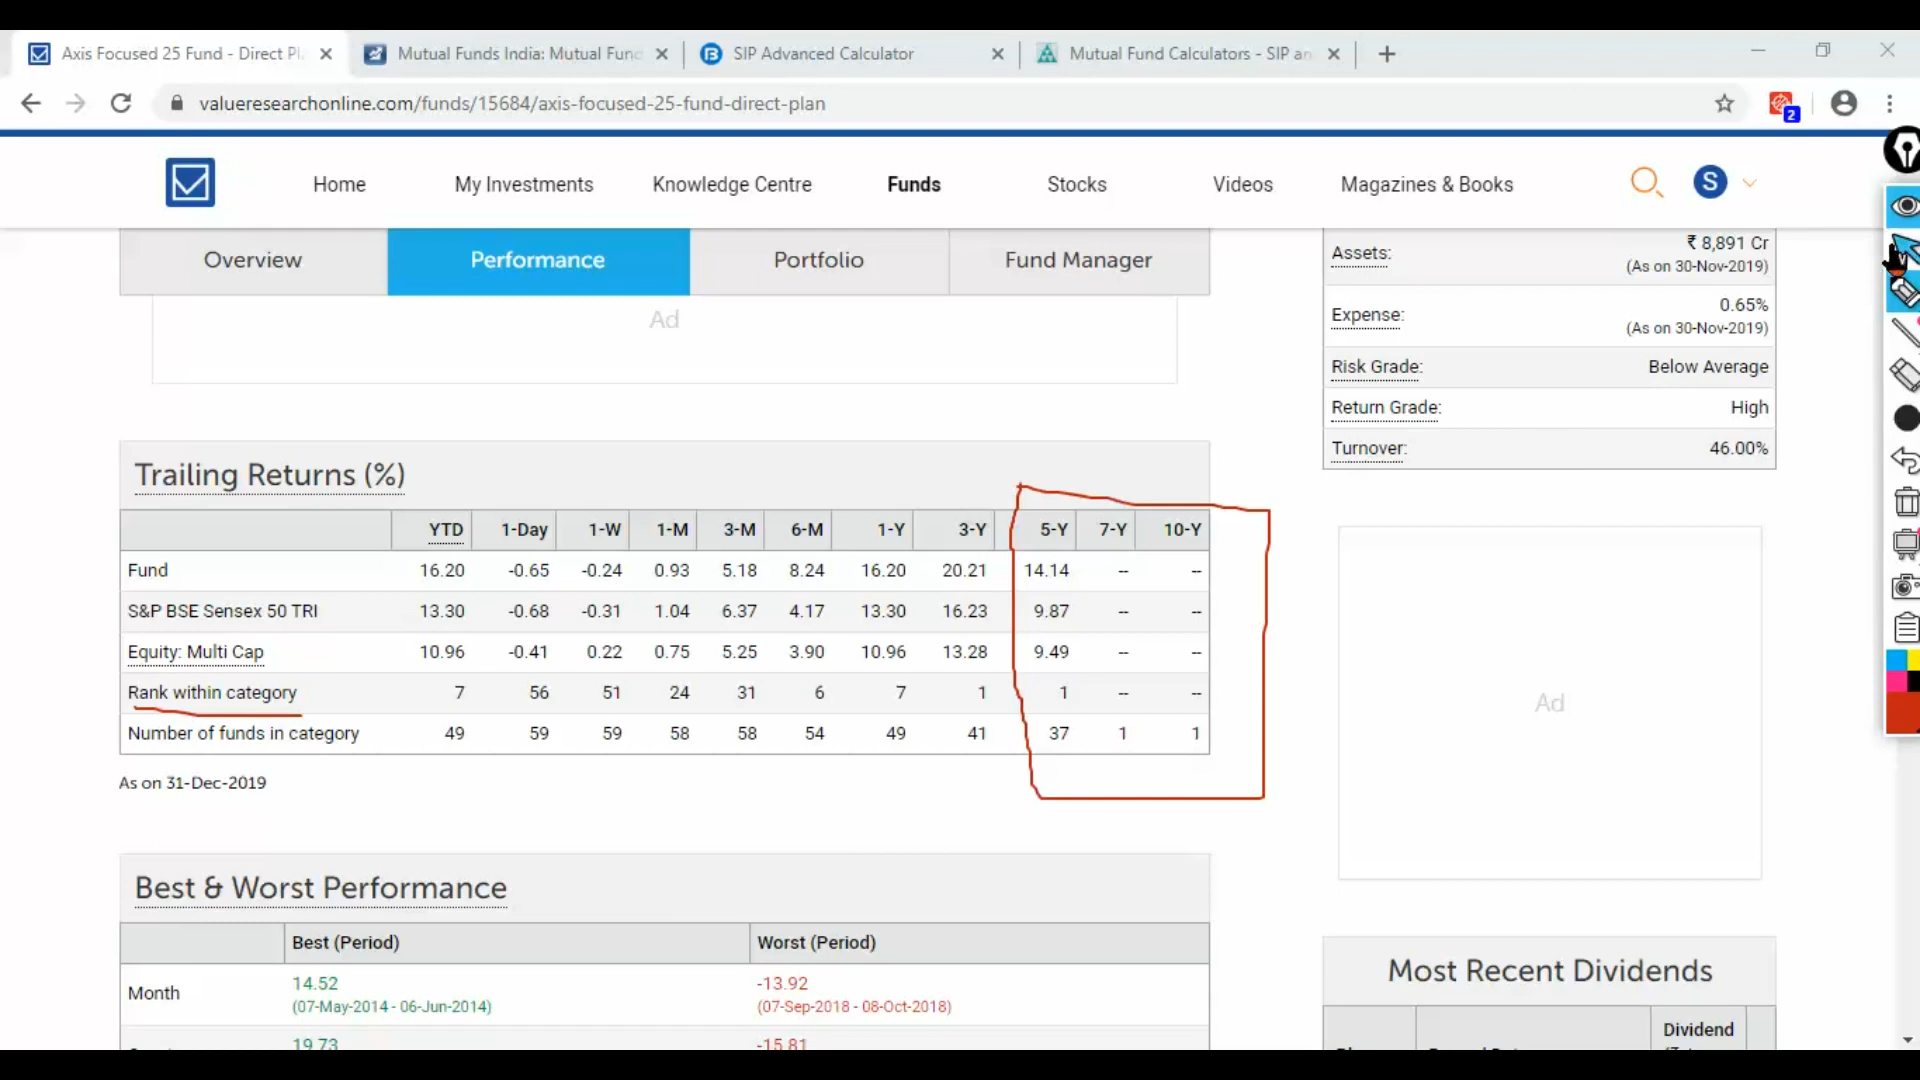 Axis Focused 25 Fund - Direct Pl
Mutual Funds India: Mutual Fund
SIP Advanced Calculator
Mutual Fund Calculators - SIP an
valueresearchonline.com/funds/15684/axis-focused-25-fund-direct-plan
2
Home My Investments Knowledge Centre Funds Stocks Videos Magazines & Books S
Overview Performance Portfolio Fund Manager
Ad
Assets: ₹ 8,891 Cr
(As on 30-Nov-2019)
Expense: 0.65%
(As on 30-Nov-2019)
Risk Grade: Below Average
Return Grade: High
Turnover: 46.00%
Trailing Returns (%)
YTD 1-Day 1-W 1-M 3-M 6-M 1-Y 3-Y 5-Y 7-Y 10-Y
Fund 16.20 -0.65 -0.24 0.93 5.18 8.24 16.20 20.21 14.14 -- --
S&P BSE Sensex 50 TRI 13.30 -0.68 -0.31 1.04 6.37 4.17 13.30 16.23 9.87 -- --
Equity: Multi Cap 10.96 -0.41 0.22 0.75 5.25 3.90 10.96 13.28 9.49 -- --
Rank within category 7 56 51 24 31 6 7 1 1 -- --
Number of funds in category 49 59 59 58 58 54 49 41 37 1 1
As on 31-Dec-2019
Ad
Best & Worst Performance
Best (Period) Worst (Period)
Month 14.52 -13.92
(07-May-2014 - 06-Jun-2014) (07-Sep-2018 - 08-Oct-2018)
19.73 -15.81
Most Recent Dividends
Dividend